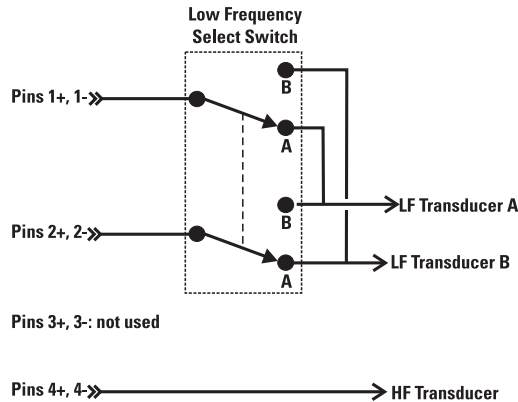 Low Frequency
Select Switch
B
Pins 1+, 1-
A
B
LF Transducer A
Pins 2+, 2-
LF Transducer B
A
Pins 3+, 3-: not used
Pins 4+, 4-
HF Transducer